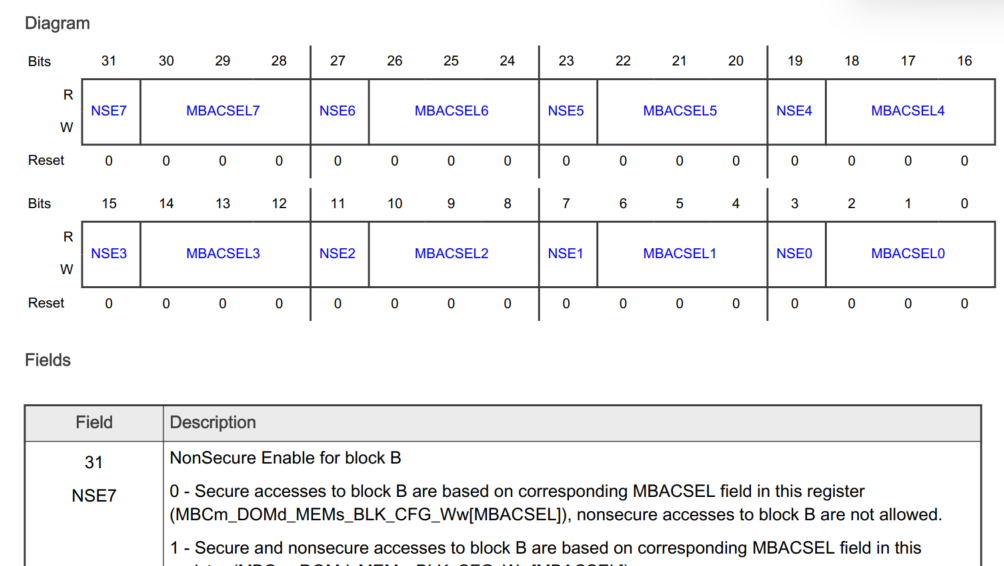 Diagram
Bits 31 30 29 28 27 26 25 24 23 22 21 20 19 18 17 16
R
NSE7 MBACSEL7 NSE6 MBACSEL6 NSE5 MBACSEL5 NSE4 MBACSEL4
W
Reset 0 0 0 0 0 0 0 0 0 0 0 0 0 0 0 0
Bits 15 14 13 12 11 10 9 8 7 6 5 4 3 2 1 0
R
NSE3 MBACSEL3 NSE2 MBACSEL2 NSE1 MBACSEL1 NSE0 MBACSEL0
W
Reset 0 0 0 0 0 0 0 0 0 0 0 0 0 0 0 0
Fields
Field Description
31 NonSecure Enable for block B
NSE7 0 - Secure accesses to block B are based on corresponding MBACSEL field in this register
(MBCm_DOMd_MEMs_BLK_CFG_Ww[MBACSEL]), nonsecure accesses to block B are not allowed.
1 - Secure and nonsecure accesses to block B are based on corresponding MBACSEL field in this